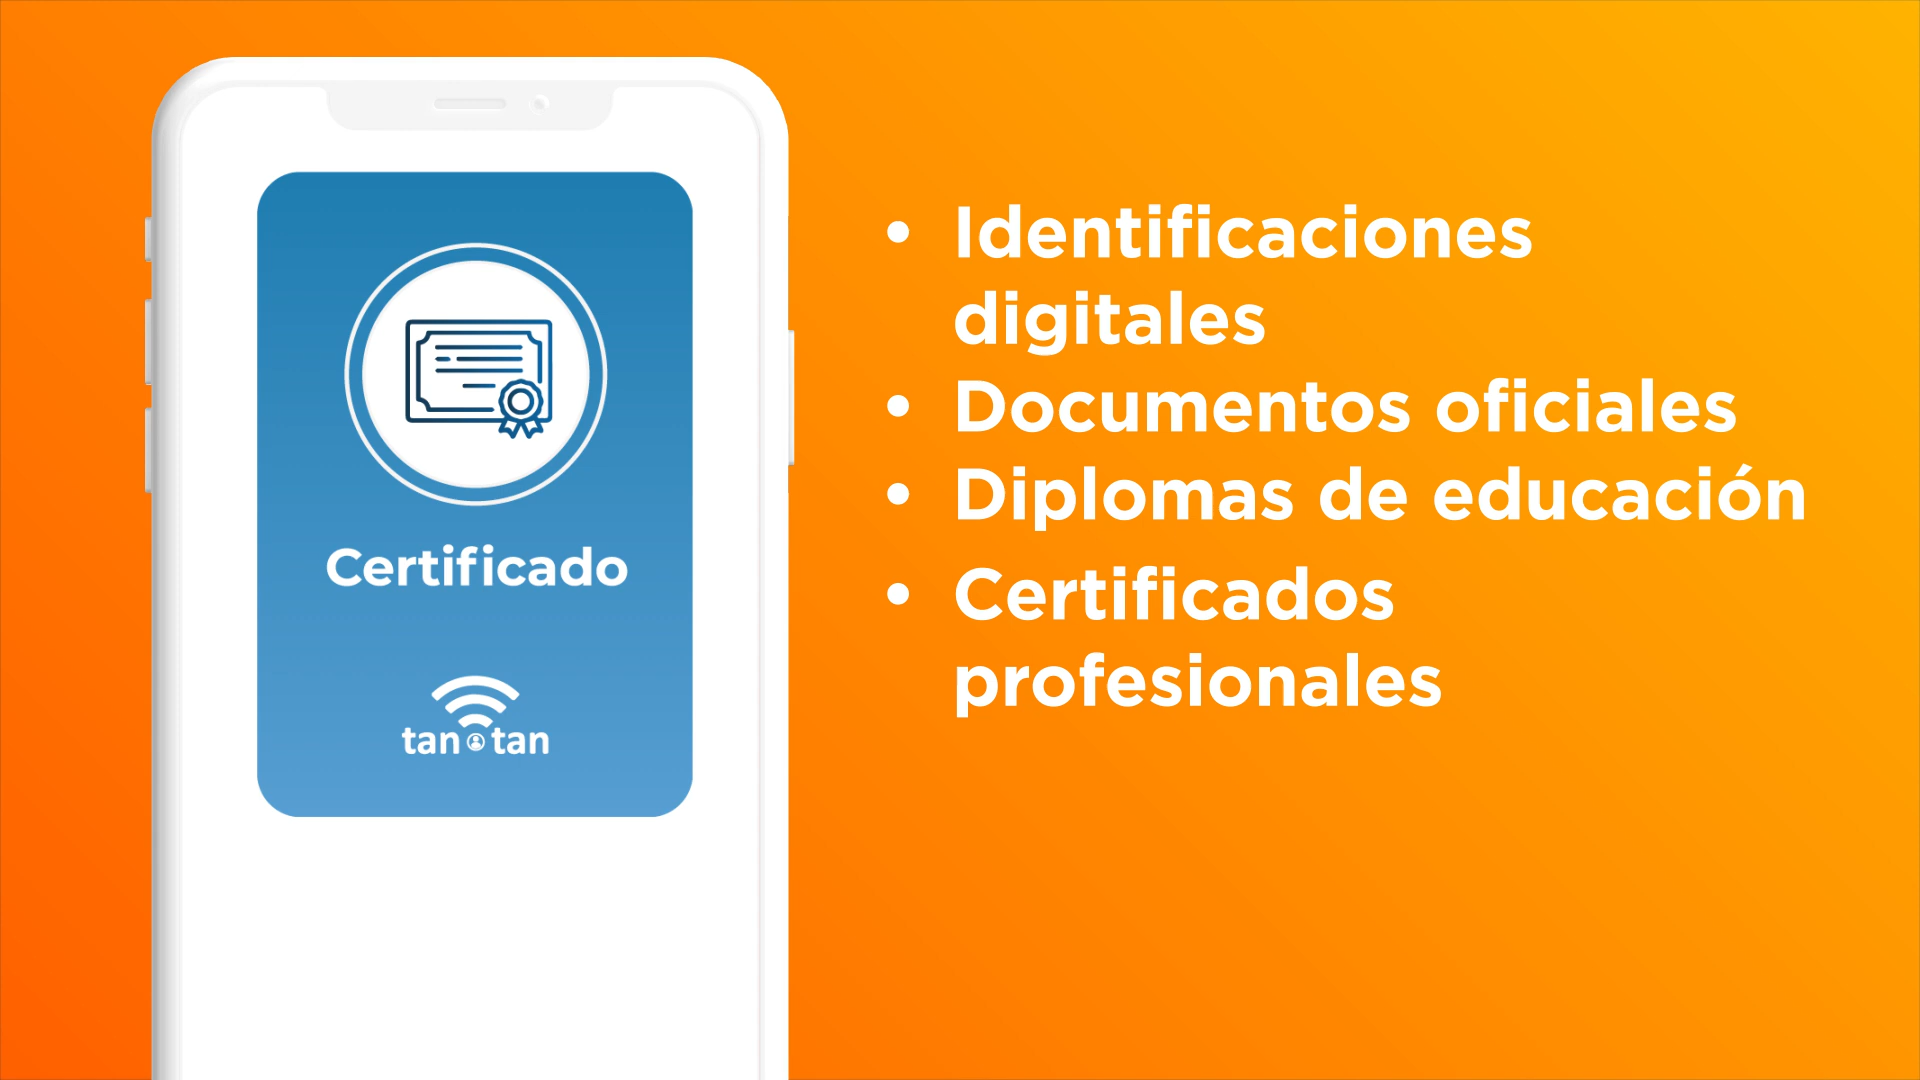 Certificado
tan tan
• Identificaciones
digitales
• Documentos oficiales
• Diplomas de educación
• Certificados
profesionales